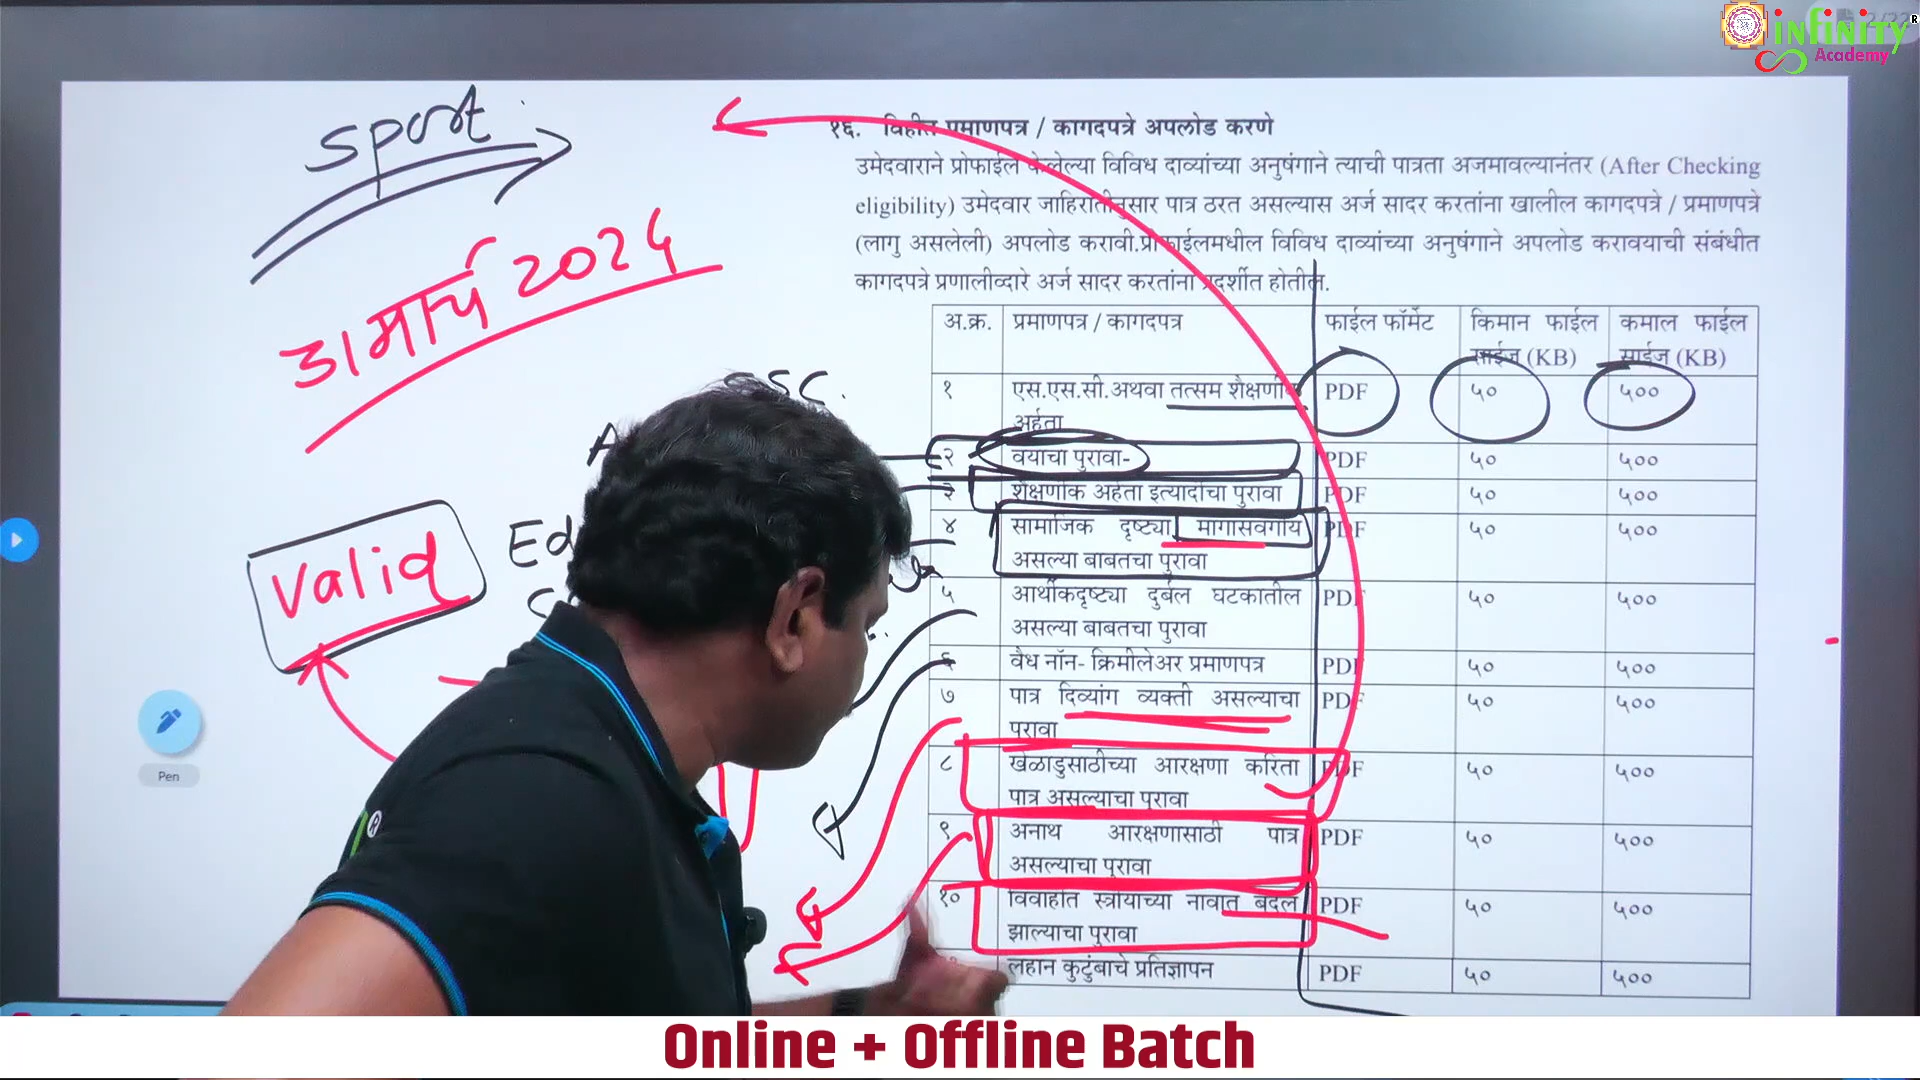 infinity
Academy
sport
31 मार्च 2025
SSC.
Valid
Pen
१६. विहीत प्रमाणपत्र / कागदपत्रे अपलोड करणे
उमेदवाराने प्रोफाईल केलेल्या विविध दाव्यांच्या अनुषंगाने त्याची पात्रता अजमावल्यानंतर (After Checking
eligibility) उमेदवार जाहिरातीनुसार पात्र ठरत असल्यास अर्ज सादर करतांना खालील कागदपत्रे / प्रमाणपत्रे
(लागु असलेली) अपलोड करावी.प्रोफाईलमधील विविध दाव्यांच्या अनुषंगाने अपलोड करावयाची संबंधीत
कागदपत्रे प्रणालीव्दारे अर्ज सादर करतांना प्रदर्शीत होतील.
अ.क्र. प्रमाणपत्र / कागदपत्र फाईल फॉर्मेट किमान फाईल साईज (KB) कमाल फाईल साईज (KB)
१ एस.एस.सी.अथवा तत्सम शैक्षणीक अर्हता PDF ५० ५००
२ वयाचा पुरावा- PDF ५० ५००
३ शैक्षणीक अर्हता इत्यादीचा पुरावा PDF ५० ५००
४ सामाजिक दृष्ट्या मागासवर्गीय असल्या बाबतचा पुरावा PDF ५० ५००
५ आर्थीकदृष्ट्या दुर्बल घटकातील असल्या बाबतचा पुरावा PDF ५० ५००
६ वैध नॉन- क्रिमीलेअर प्रमाणपत्र PDF ५० ५००
७ पात्र दिव्यांग व्यक्ती असल्याचा पुरावा PDF ५० ५००
८ खेळाडुसाठीच्या आरक्षणा करिता पात्र असल्याचा पुरावा PDF ५० ५००
९ अनाथ आरक्षणासाठी पात्र असल्याचा पुरावा PDF ५० ५००
१० विवाहीत स्त्रीयाच्या नावात बदल झाल्याचा पुरावा PDF ५० ५००
लहान कुटुंबाचे प्रतिज्ञापन PDF ५० ५००
Online + Offline Batch